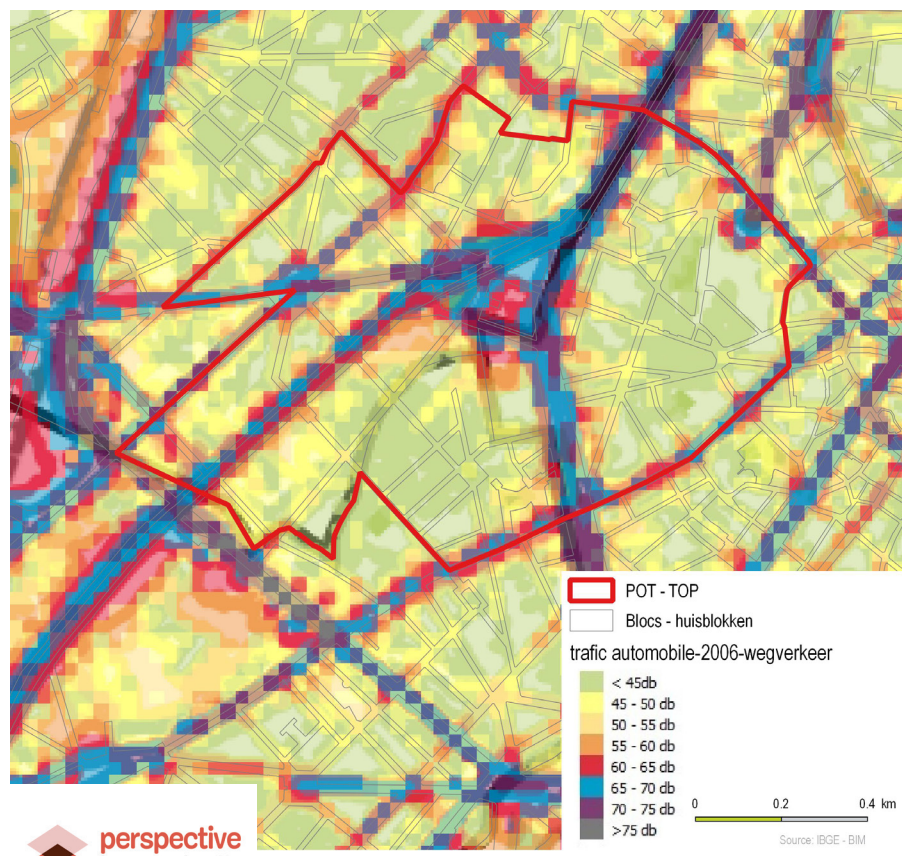 POT - TOP
Blocs - huisblokken
trafic automobile-2006-wegverkeer
< 45db
45 - 50 db
50 - 55 db
55 - 60 db
60 - 65 db
65 - 70 db
70 - 75 db
>75 db
0 0.2 0.4 km
Source: IBGE - BIM
perspective